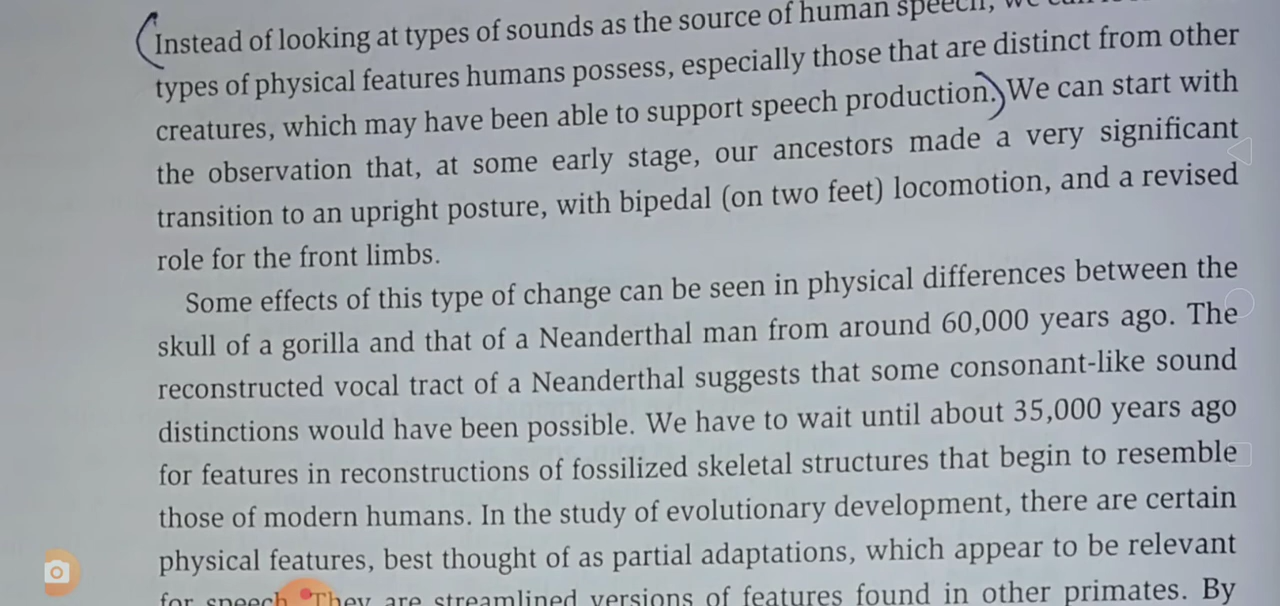 Instead of looking at types of sounds as the source of human speech, we can
types of physical features humans possess, especially those that are distinct from other
creatures, which may have been able to support speech production. We can start with
the observation that, at some early stage, our ancestors made a very significant
transition to an upright posture, with bipedal (on two feet) locomotion, and a revised
role for the front limbs.
Some effects of this type of change can be seen in physical differences between the
skull of a gorilla and that of a Neanderthal man from around 60,000 years ago. The
reconstructed vocal tract of a Neanderthal suggests that some consonant-like sound
distinctions would have been possible. We have to wait until about 35,000 years ago
for features in reconstructions of fossilized skeletal structures that begin to resemble
those of modern humans. In the study of evolutionary development, there are certain
physical features, best thought of as partial adaptations, which appear to be relevant
for speech. They are streamlined versions of features found in other primates. By